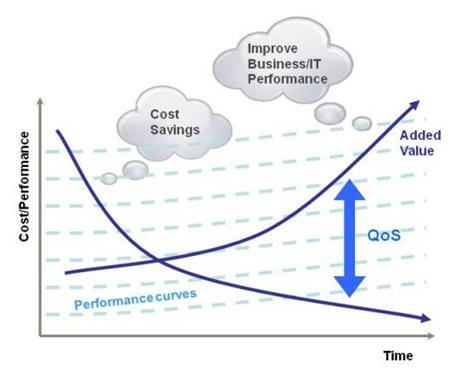 Improve
Business/IT
Performance
Cost
Savings
Added
Value
Cost/Performance
QoS
Performance curves
Time